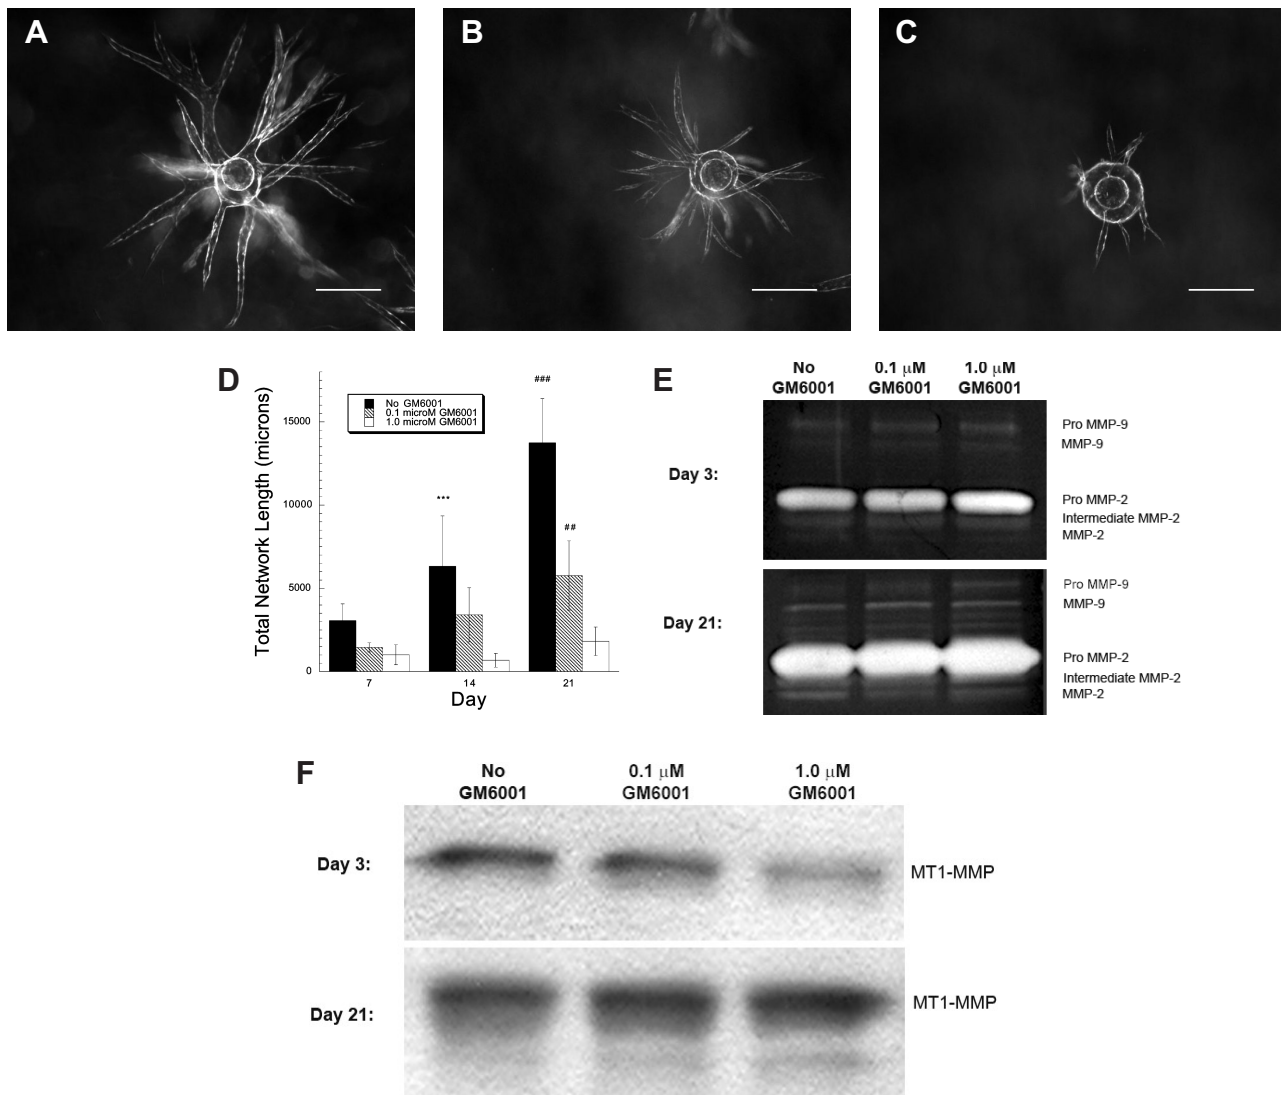 A
B
C
D
No GM6001
0.1 microM GM6001
1.0 microM GM6001
Total Network Length (microns)
15000
10000
5000
0
***
###
##
7
14
21
Day
E
No
GM6001
0.1 μM
GM6001
1.0 μM
GM6001
Day 3:
Pro MMP-9
MMP-9
Pro MMP-2
Intermediate MMP-2
MMP-2
Day 21:
Pro MMP-9
MMP-9
Pro MMP-2
Intermediate MMP-2
MMP-2
F
No
GM6001
0.1 μM
GM6001
1.0 μM
GM6001
Day 3:
MT1-MMP
Day 21:
MT1-MMP